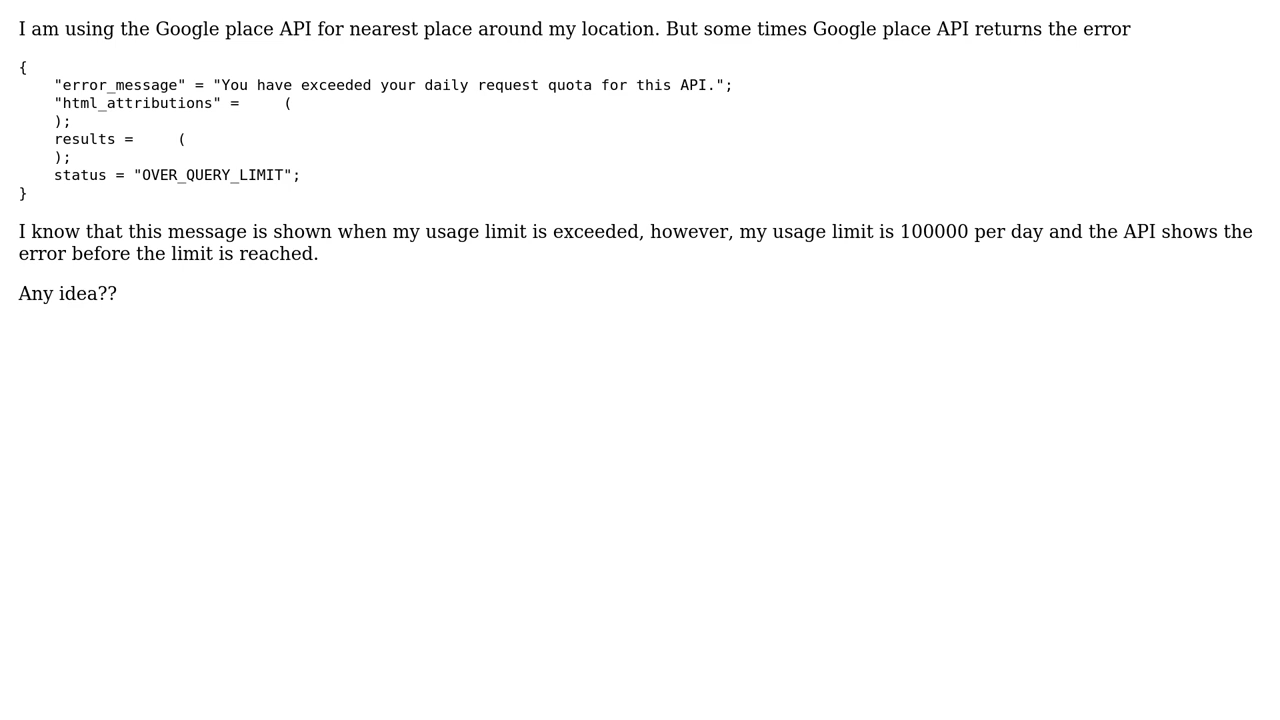 I am using the Google place API for nearest place around my location. But some times Google place API returns the error
{
    "error_message" = "You have exceeded your daily request quota for this API.";
    "html_attributions" =     (
    );
    results =     (
    );
    status = "OVER_QUERY_LIMIT";
}
I know that this message is shown when my usage limit is exceeded, however, my usage limit is 100000 per day and the API shows the
error before the limit is reached.
Any idea??